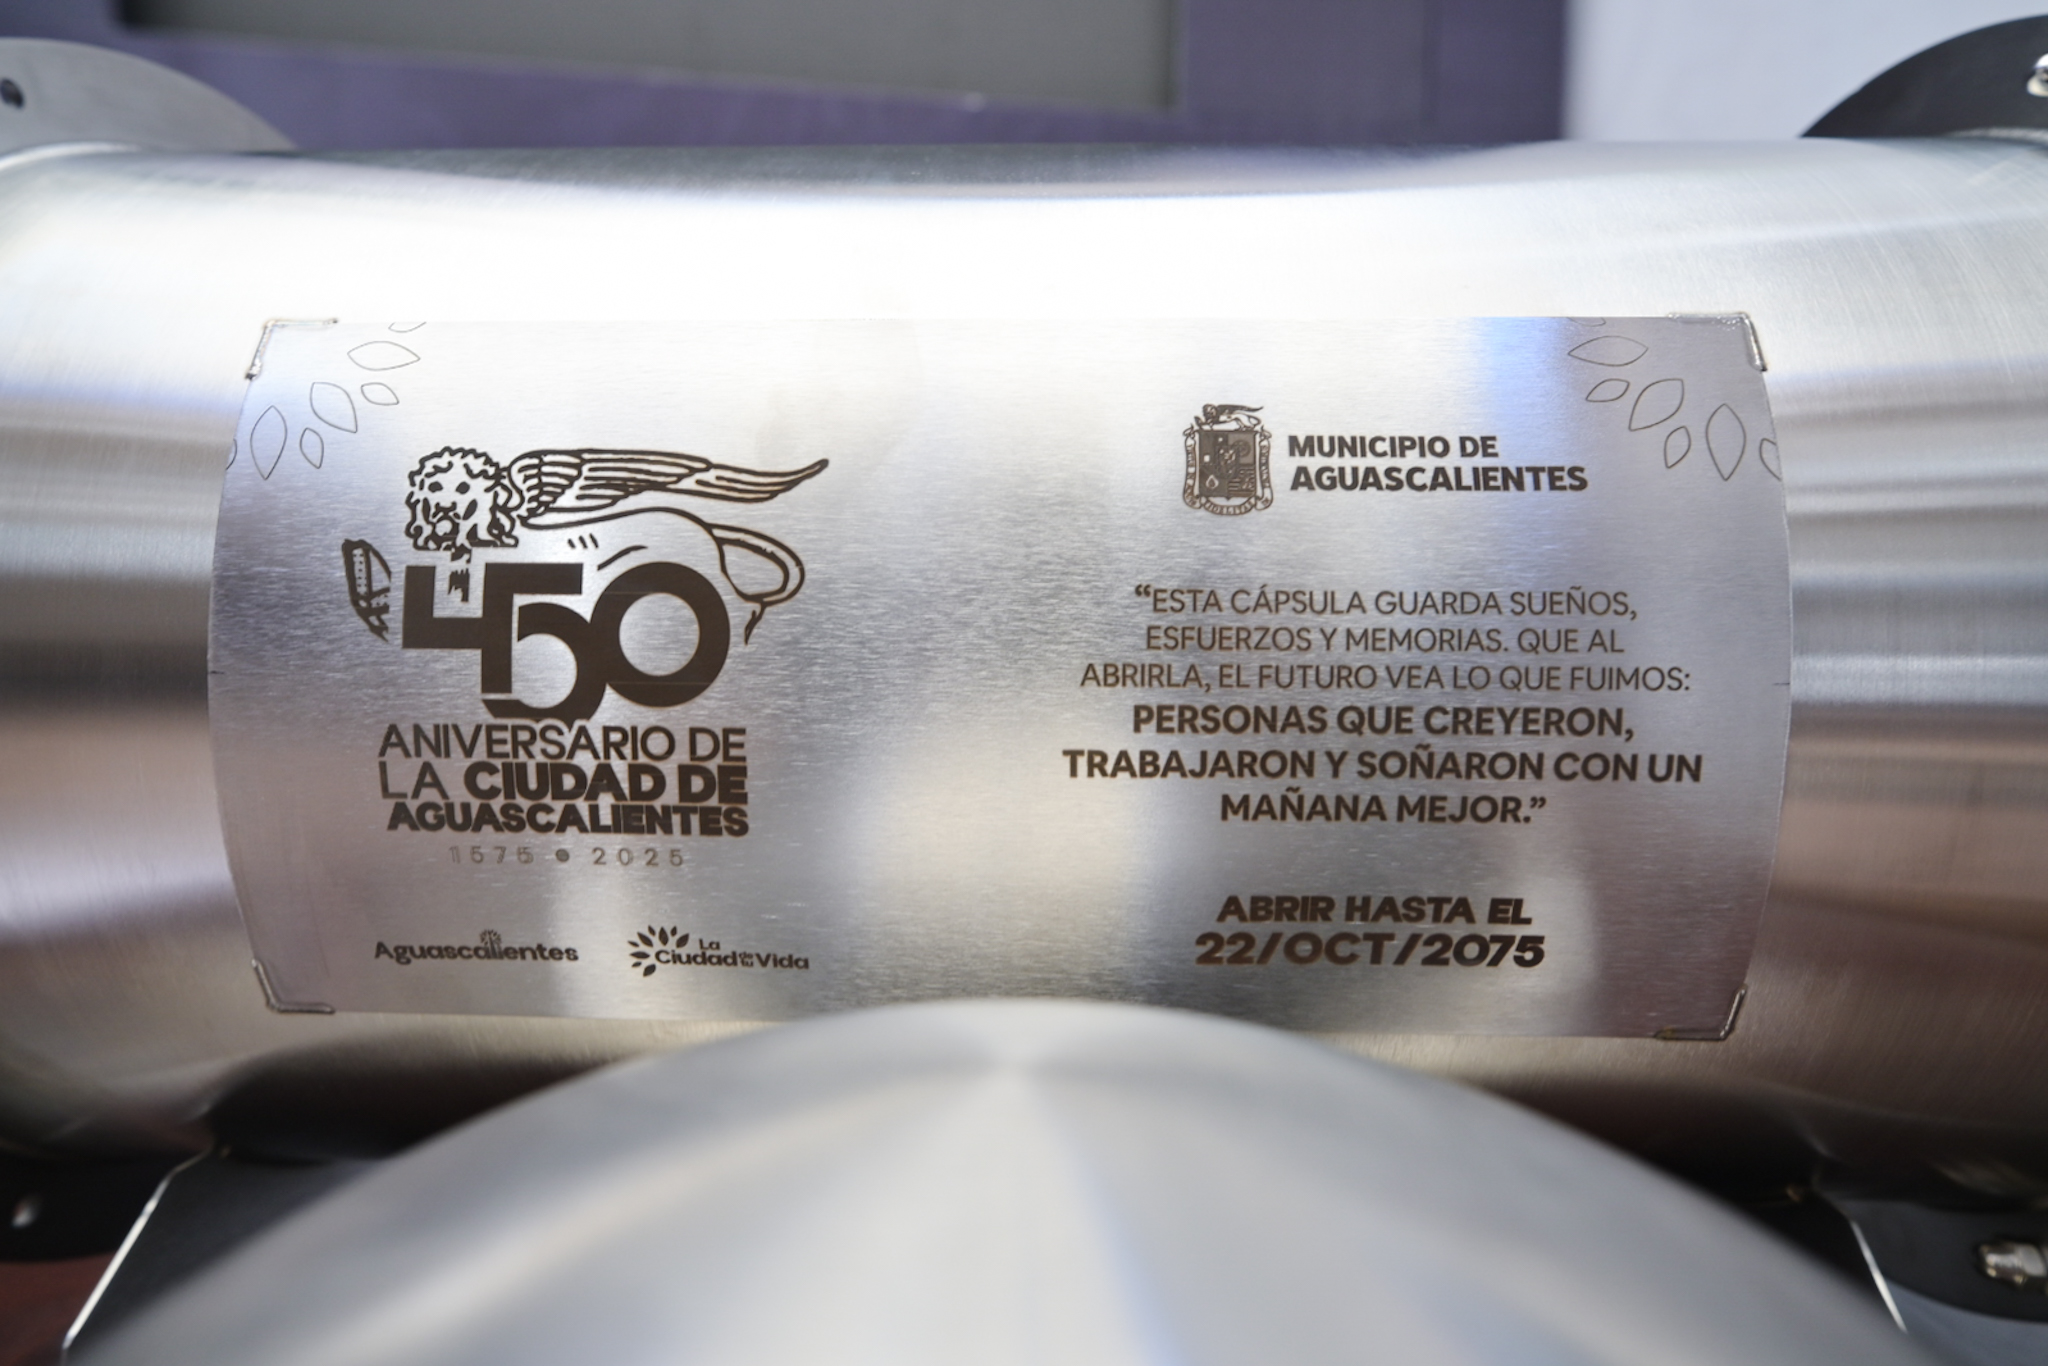 450
ANIVERSARIO DE
LA CIUDAD DE
AGUASCALIENTES
1575 • 2025
Aguascalientes
La
Ciudad de tu Vida
MUNICIPIO DE
AGUASCALIENTES
“ESTA CÁPSULA GUARDA SUEÑOS,
ESFUERZOS Y MEMORIAS. QUE AL
ABRIRLA, EL FUTURO VEA LO QUE FUIMOS:
PERSONAS QUE CREYERON,
TRABAJARON Y SOÑARON CON UN
MAÑANA MEJOR.”
ABRIR HASTA EL
22/OCT/2075